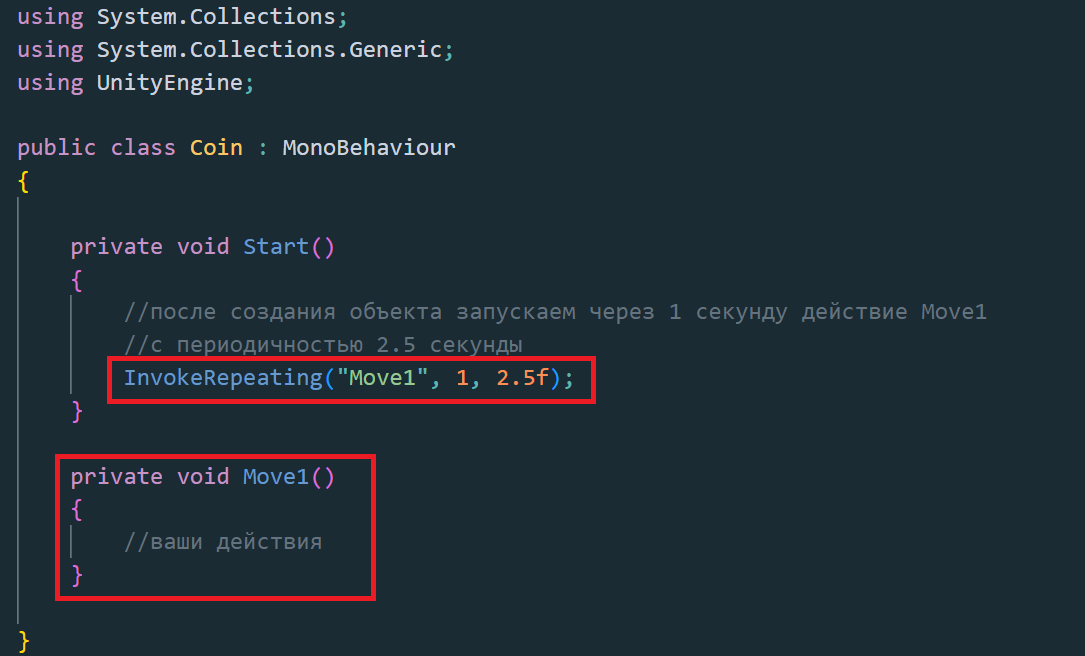 using System.Collections;
using System.Collections.Generic;
using UnityEngine;
public class Coin : MonoBehaviour
{
private void Start()
{
//после создания объекта запускаем через 1 секунду действие Move1
//с периодичностью 2.5 секунды
InvokeRepeating("Move1", 1, 2.5f);
}
private void Move1()
{
//ваши действия
}
}